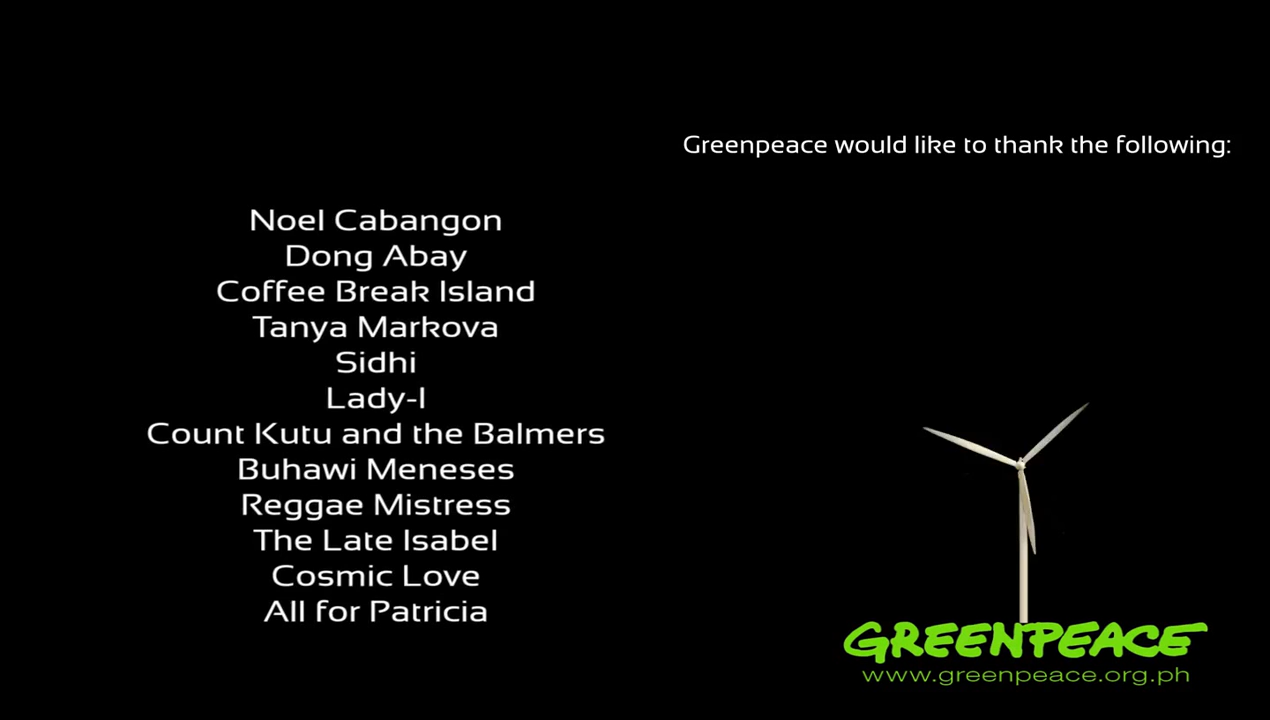 Greenpeace would like to thank the following:
Noel Cabangon
Dong Abay
Coffee Break Island
Tanya Markova
Sidhi
Lady-I
Count Kutu and the Balmers
Buhawi Meneses
Reggae Mistress
The Late Isabel
Cosmic Love
All for Patricia
GREENPEACE
www.greenpeace.org.ph